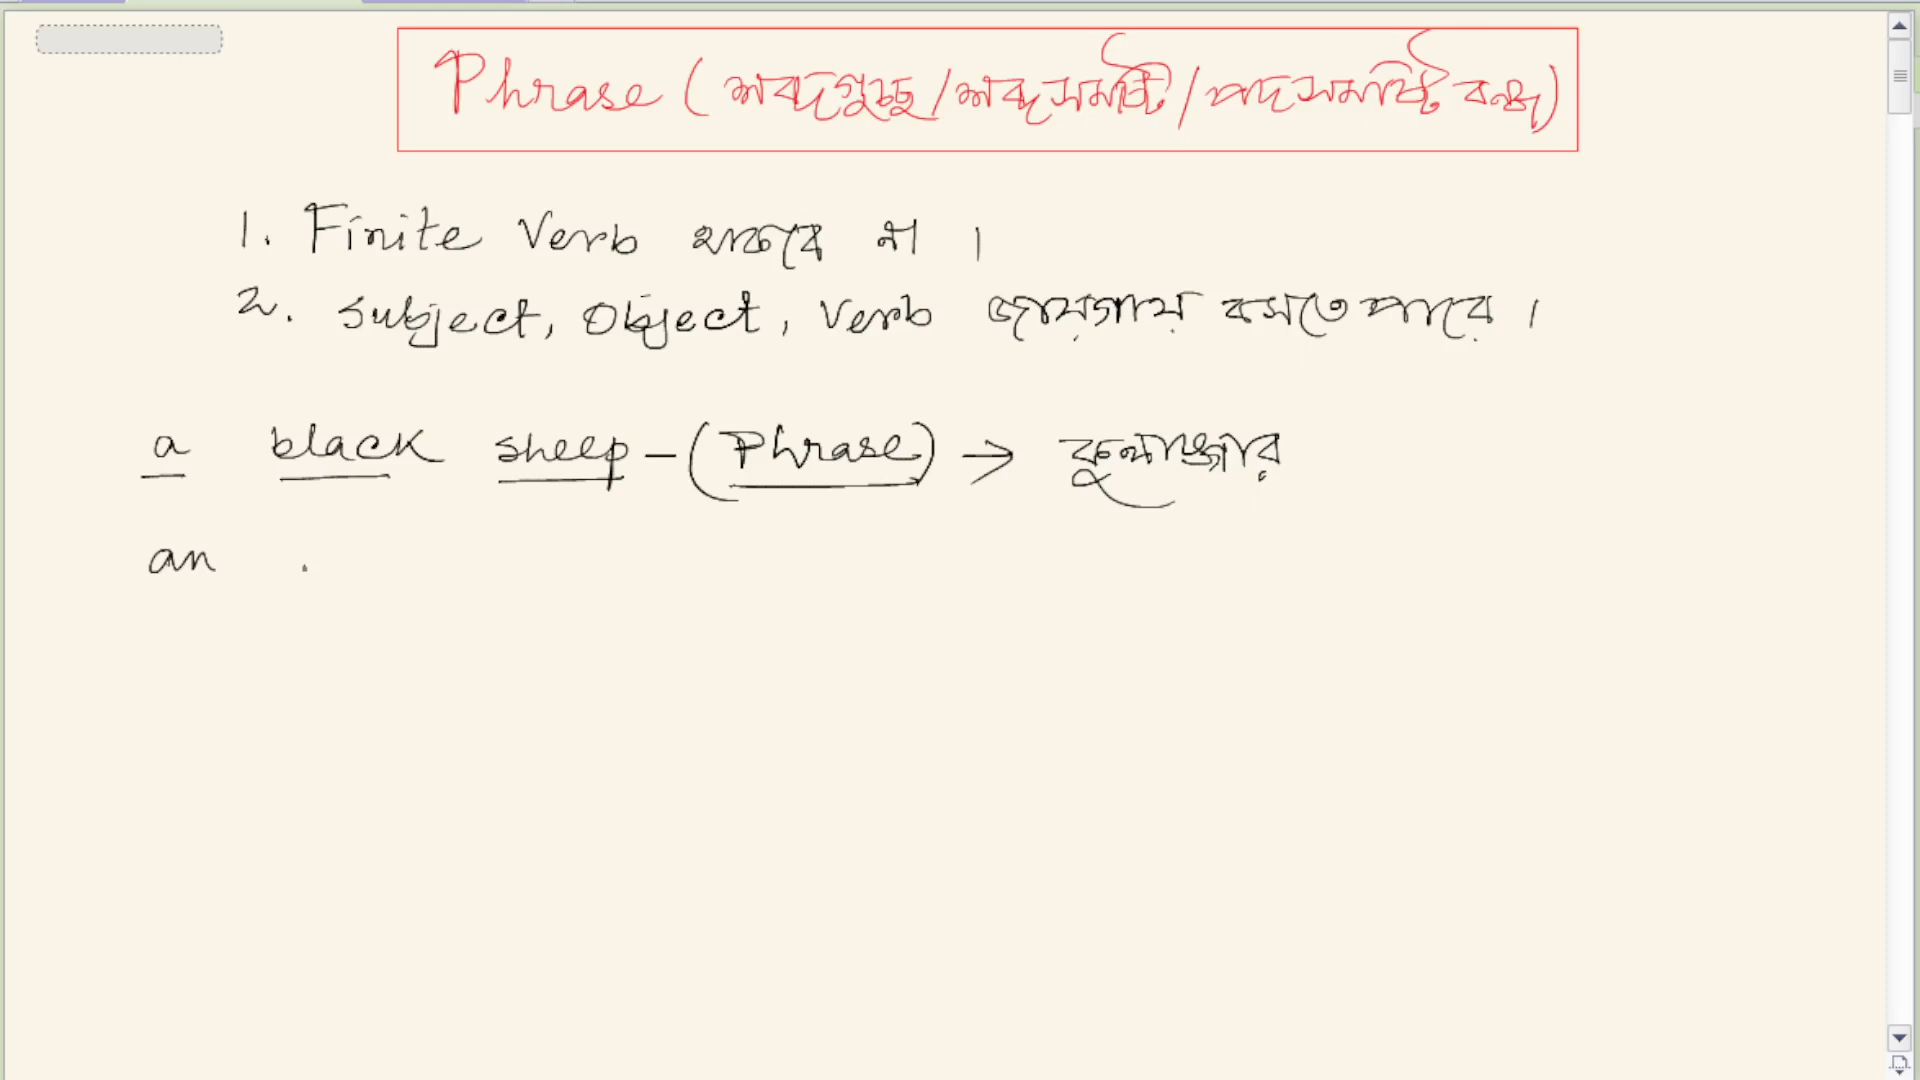 Phrase (শব্দগুচ্ছ/শব্দসমষ্টি/পদসমষ্টি বন্ধ)
1. Finite Verb থাকবে না ।
2. Subject, Object, Verb জায়গায় বসতে পারে ।
a black sheep - (Phrase) → কুলাঙ্গার
an .